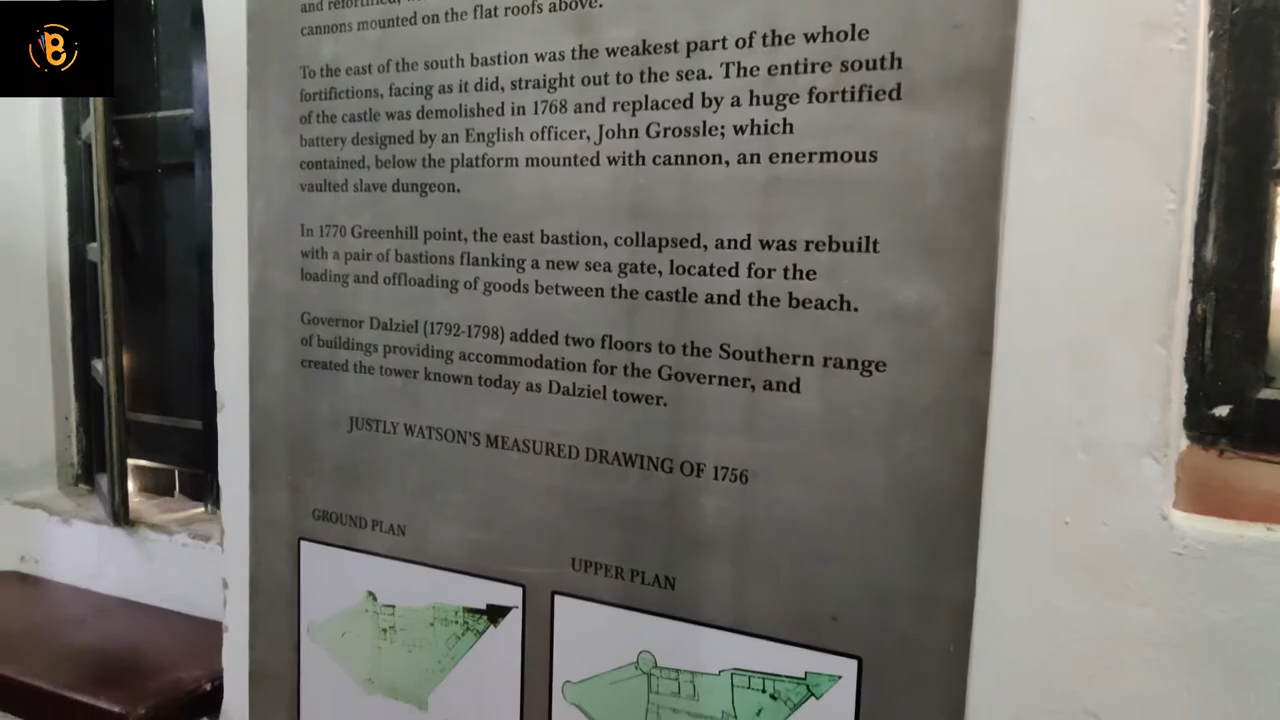 and refortified,
cannons mounted on the flat roofs above.
To the east of the south bastion was the weakest part of the whole
fortifictions, facing as it did, straight out to the sea. The entire south
of the castle was demolished in 1768 and replaced by a huge fortified
battery designed by an English officer, John Grossle; which
contained, below the platform mounted with cannon, an enermous
vaulted slave dungeon.
In 1770 Greenhill point, the east bastion, collapsed, and was rebuilt
with a pair of bastions flanking a new sea gate, located for the
loading and offloading of goods between the castle and the beach.
Governor Dalziel (1792-1798) added two floors to the Southern range
of buildings providing accommodation for the Governer, and
created the tower known today as Dalziel tower.
JUSTLY WATSON'S MEASURED DRAWING OF 1756
GROUND PLAN
UPPER PLAN